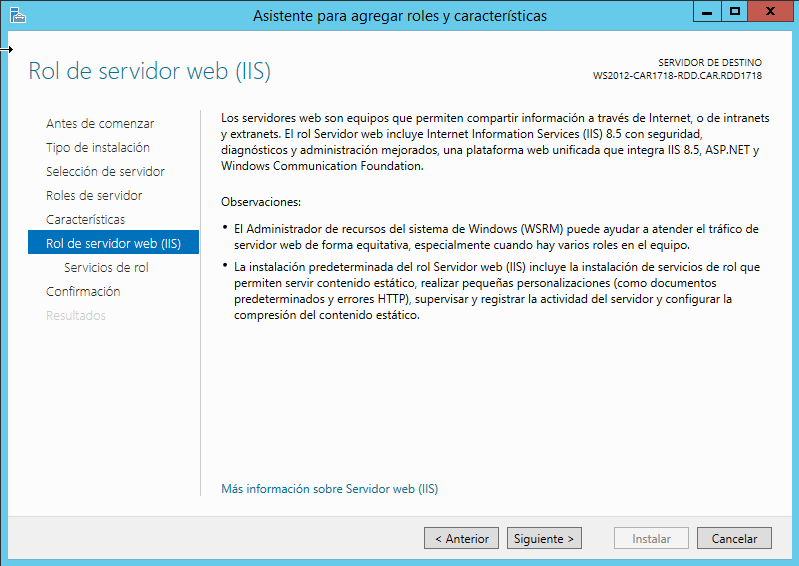 Asistente para agregar roles y características
Rol de servidor web (IIS)
SERVIDOR DE DESTINO
WS2012-CAR1718-RDD.CAR.RDD1718
Antes de comenzar
Tipo de instalación
Selección de servidor
Roles de servidor
Características
Rol de servidor web (IIS)
Servicios de rol
Confirmación
Resultados
Los servidores web son equipos que permiten compartir información a través de Internet, o de intranets
y extranets. El rol Servidor web incluye Internet Information Services (IIS) 8.5 con seguridad,
diagnósticos y administración mejorados, una plataforma web unificada que integra IIS 8.5, ASP.NET y
Windows Communication Foundation.
Observaciones:
• El Administrador de recursos del sistema de Windows (WSRM) puede ayudar a atender el tráfico de
servidor web de forma equitativa, especialmente cuando hay varios roles en el equipo.
• La instalación predeterminada del rol Servidor web (IIS) incluye la instalación de servicios de rol que
permiten servir contenido estático, realizar pequeñas personalizaciones (como documentos
predeterminados y errores HTTP), supervisar y registrar la actividad del servidor y configurar la
compresión del contenido estático.
Más información sobre Servidor web (IIS)
< Anterior
Siguiente >
Instalar
Cancelar